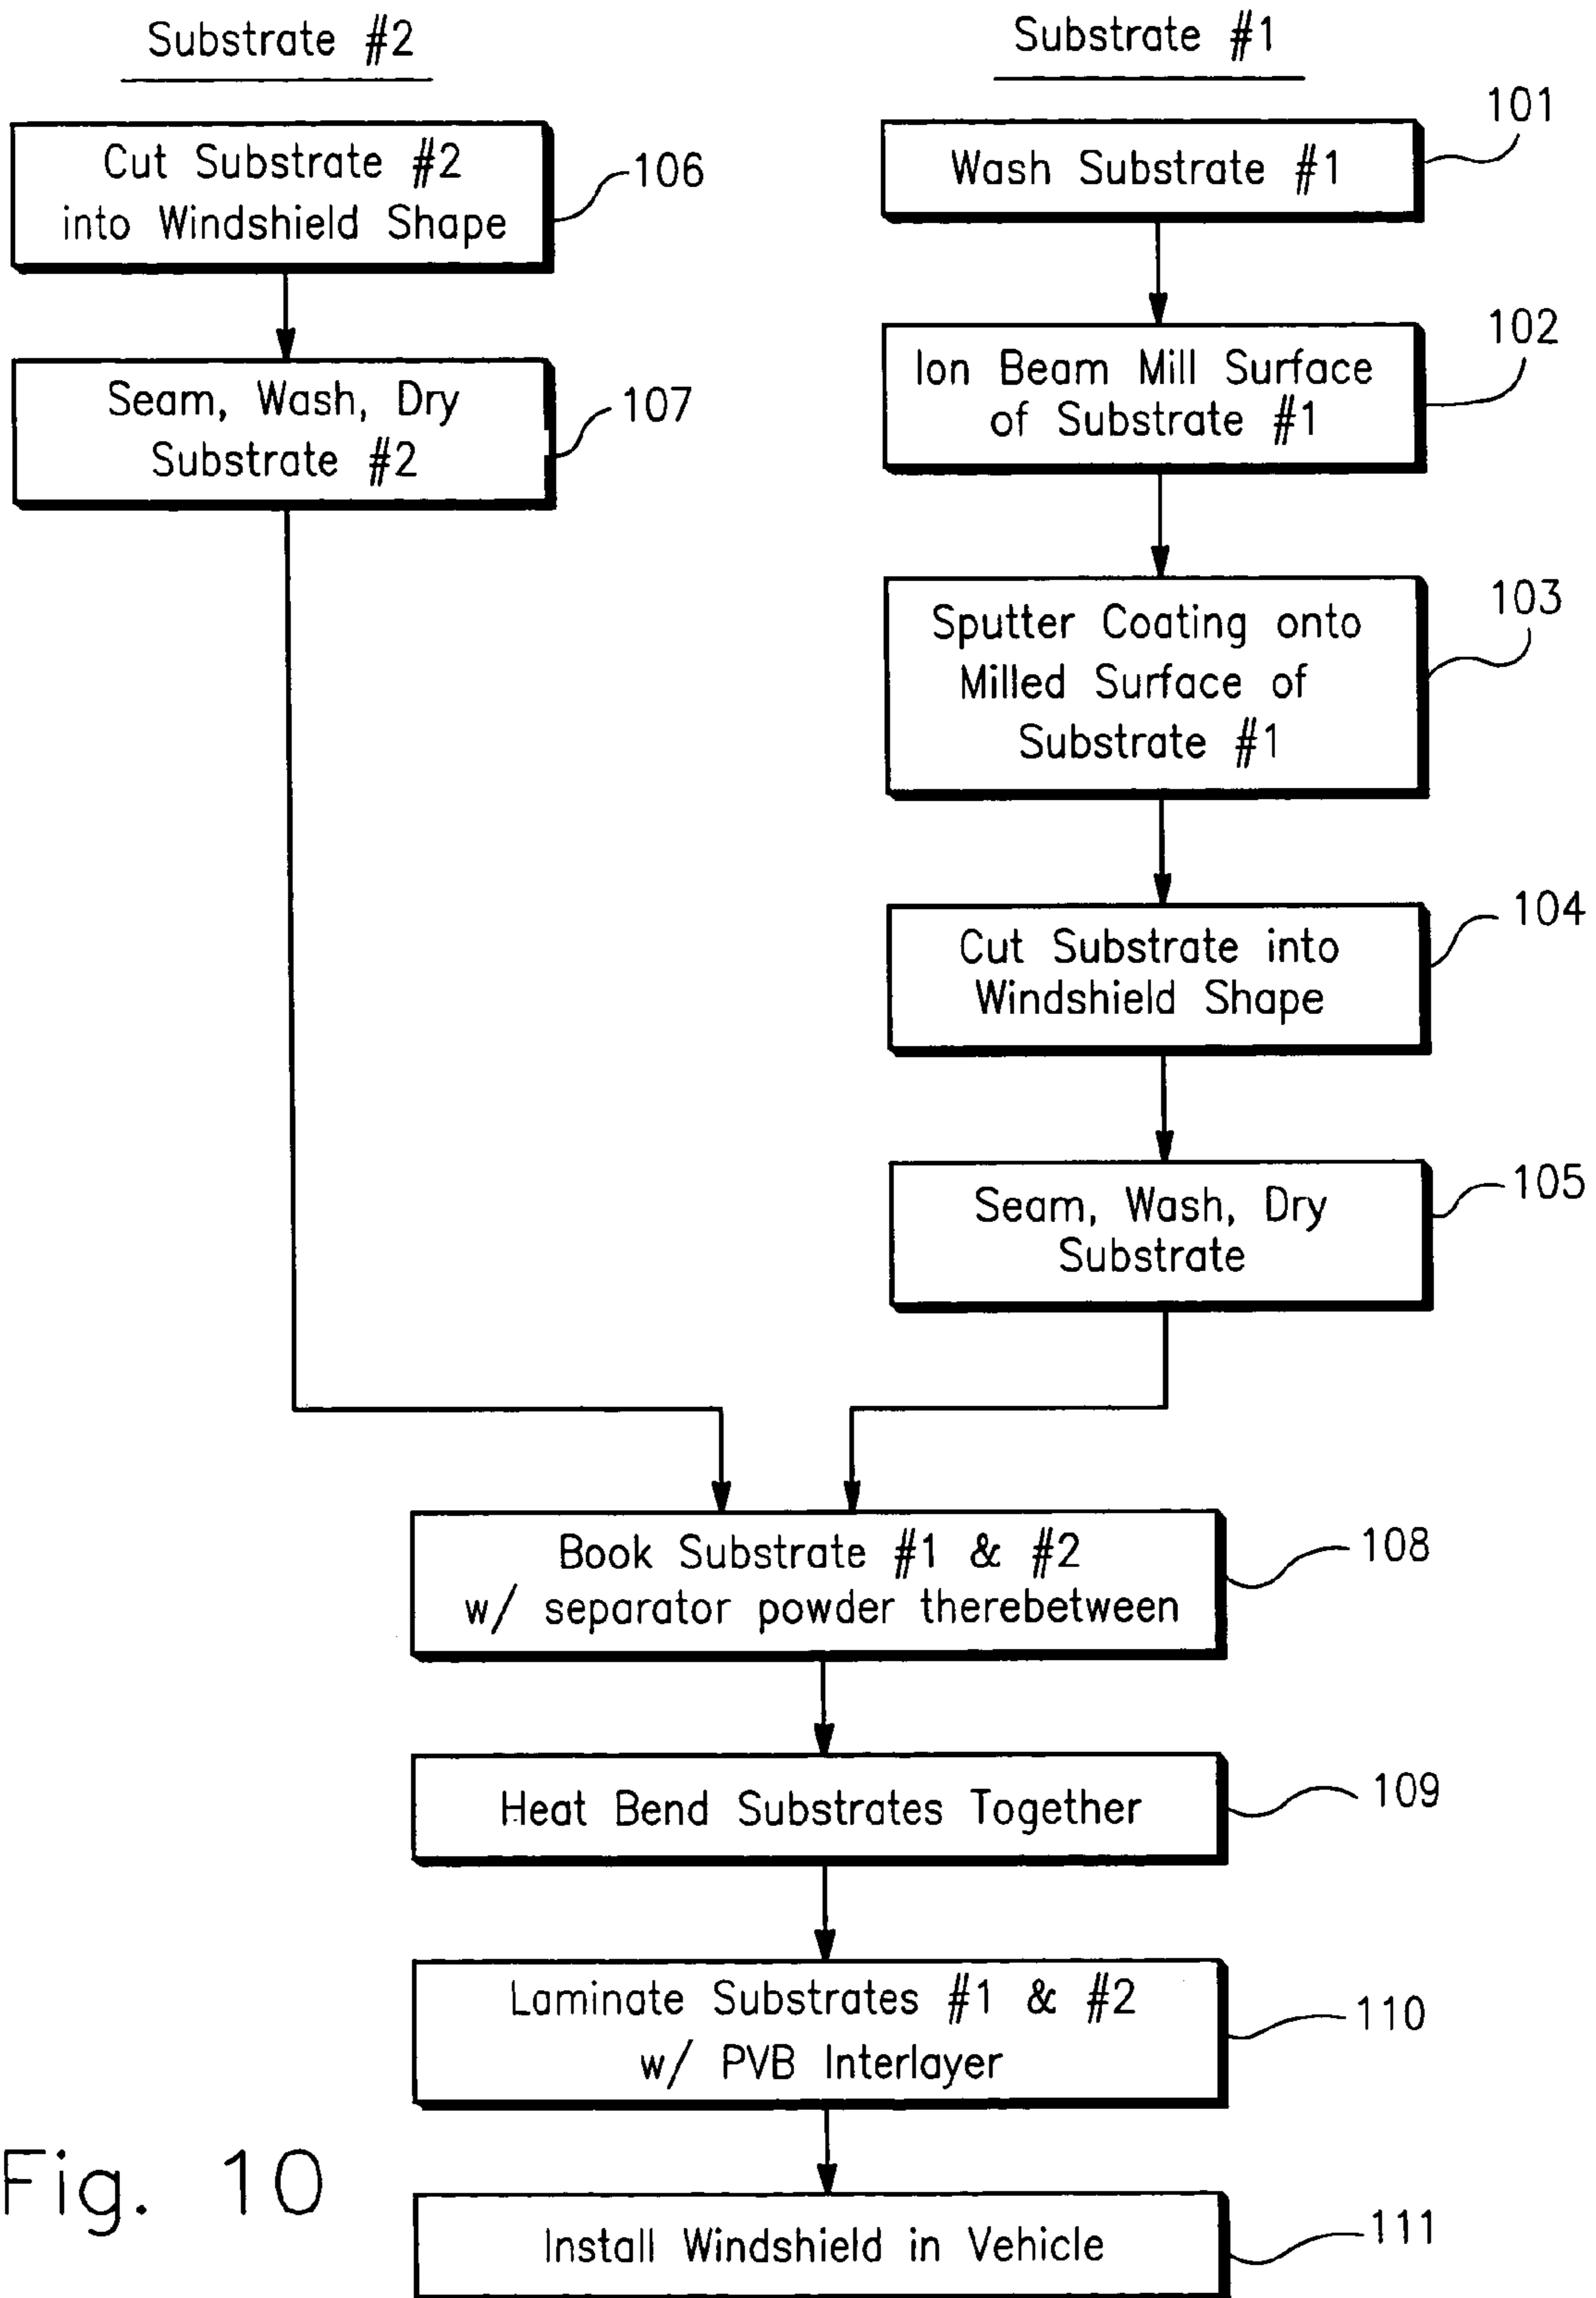 Substrate #2
Substrate #1
Cut Substrate #2
into Windshield Shape
106
Seam, Wash, Dry
Substrate #2
107
Wash Substrate #1
101
Ion Beam Mill Surface
of Substrate #1
102
Sputter Coating onto
Milled Surface of
Substrate #1
103
Cut Substrate into
Windshield Shape
104
Seam, Wash, Dry
Substrate
105
Book Substrate #1 & #2
w/ separator powder therebetween
108
Heat Bend Substrates Together
109
Laminate Substrates #1 & #2
w/ PVB Interlayer
110
Install Windshield in Vehicle
111
Fig. 10